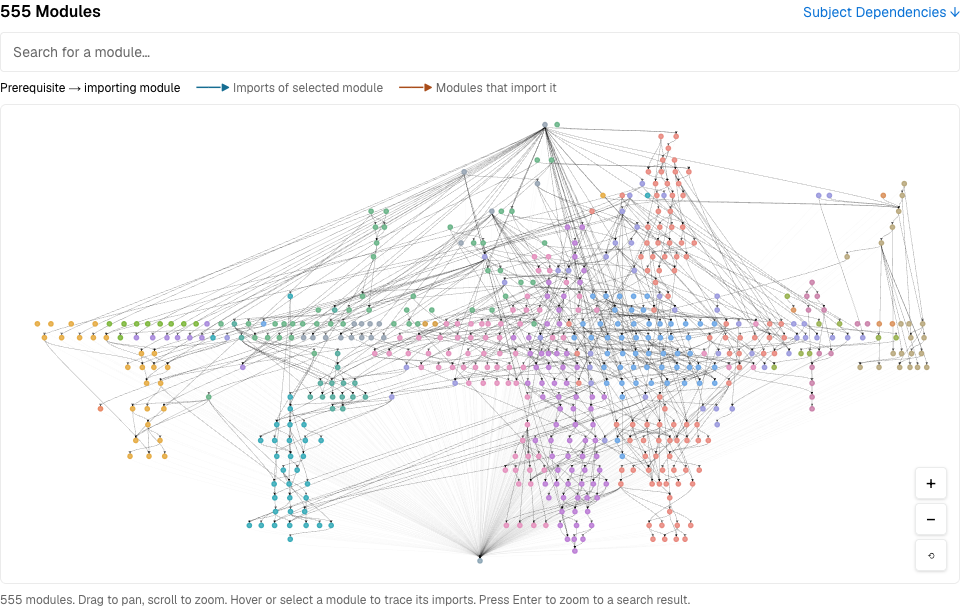 555 Modules
Subject Dependencies ↓
Search for a module...
Prerequisite → importing module
Imports of selected module
Modules that import it
+
−
555 modules. Drag to pan, scroll to zoom. Hover or select a module to trace its imports. Press Enter to zoom to a search result.